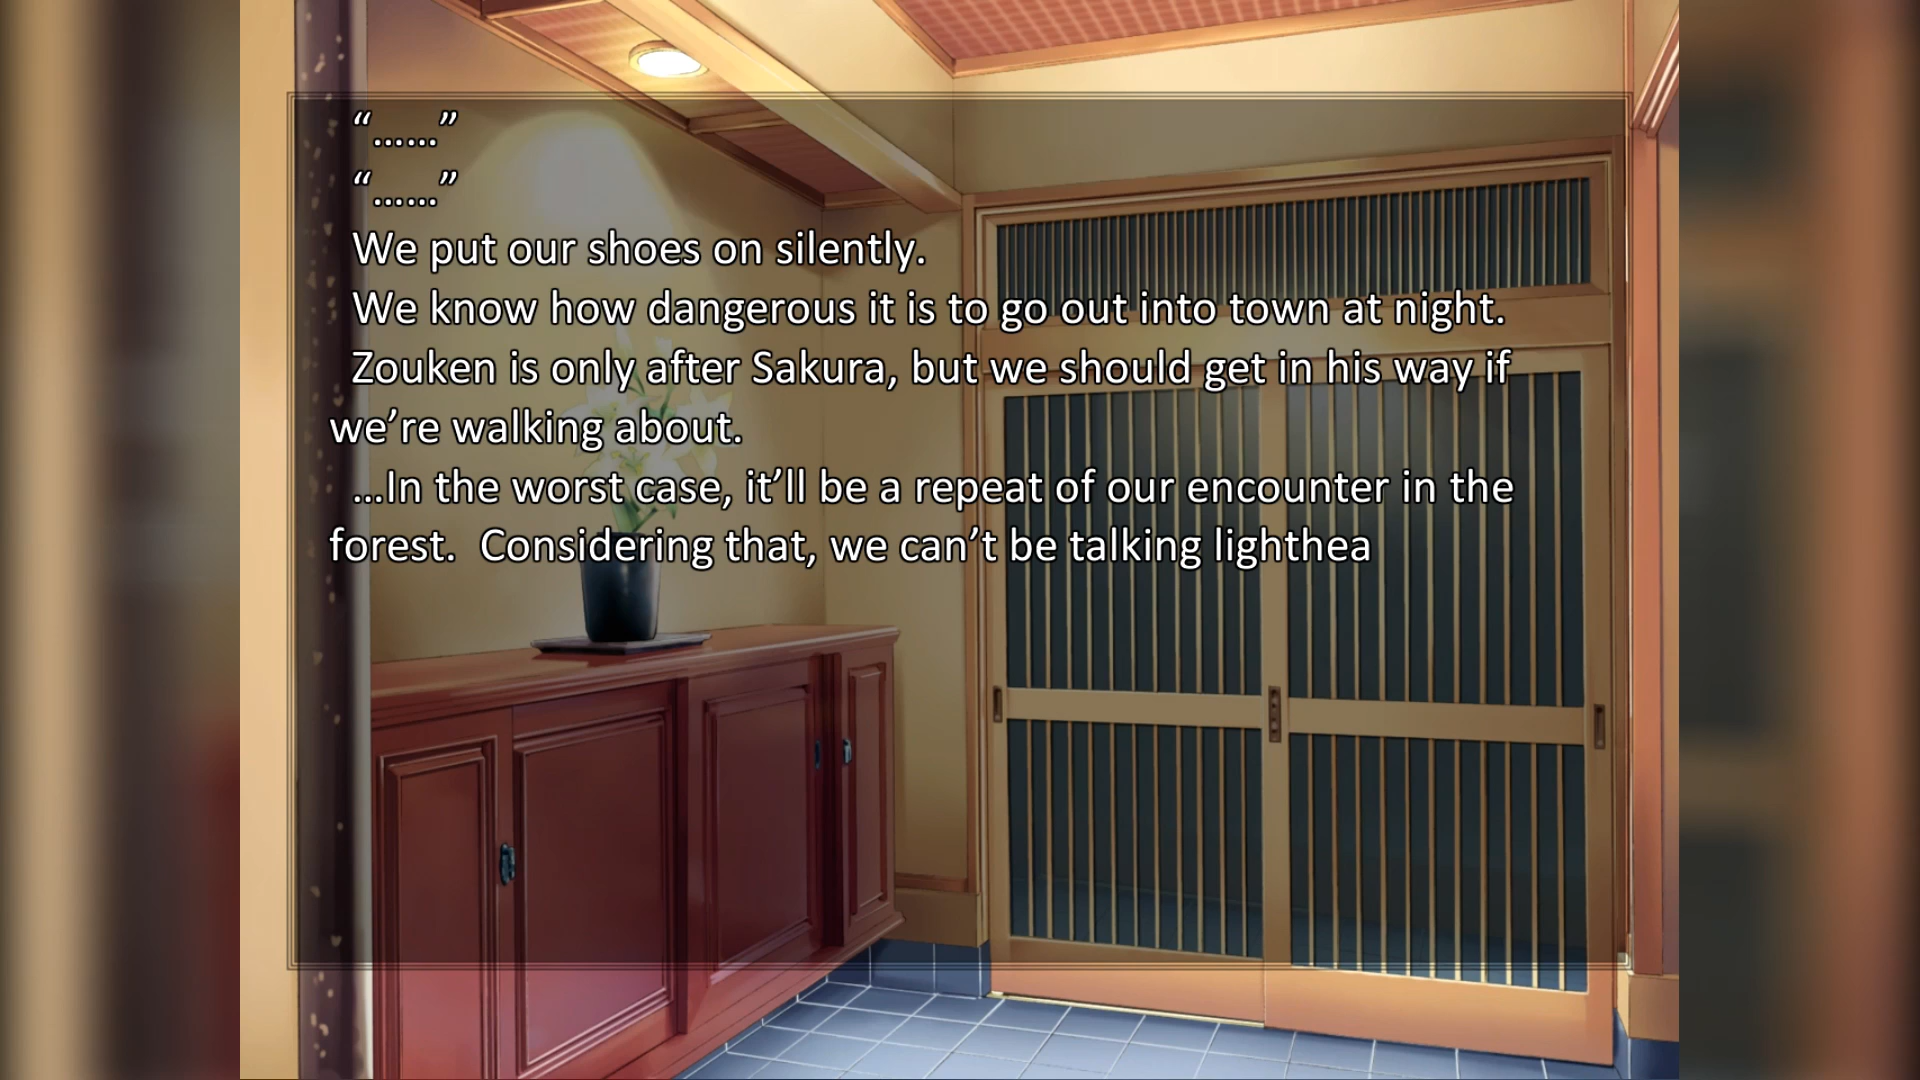 “......”
“......”
We put our shoes on silently.
We know how dangerous it is to go out into town at night.
Zouken is only after Sakura, but we should get in his way if
we’re walking about.
...In the worst case, it’ll be a repeat of our encounter in the
forest.  Considering that, we can’t be talking lighthea